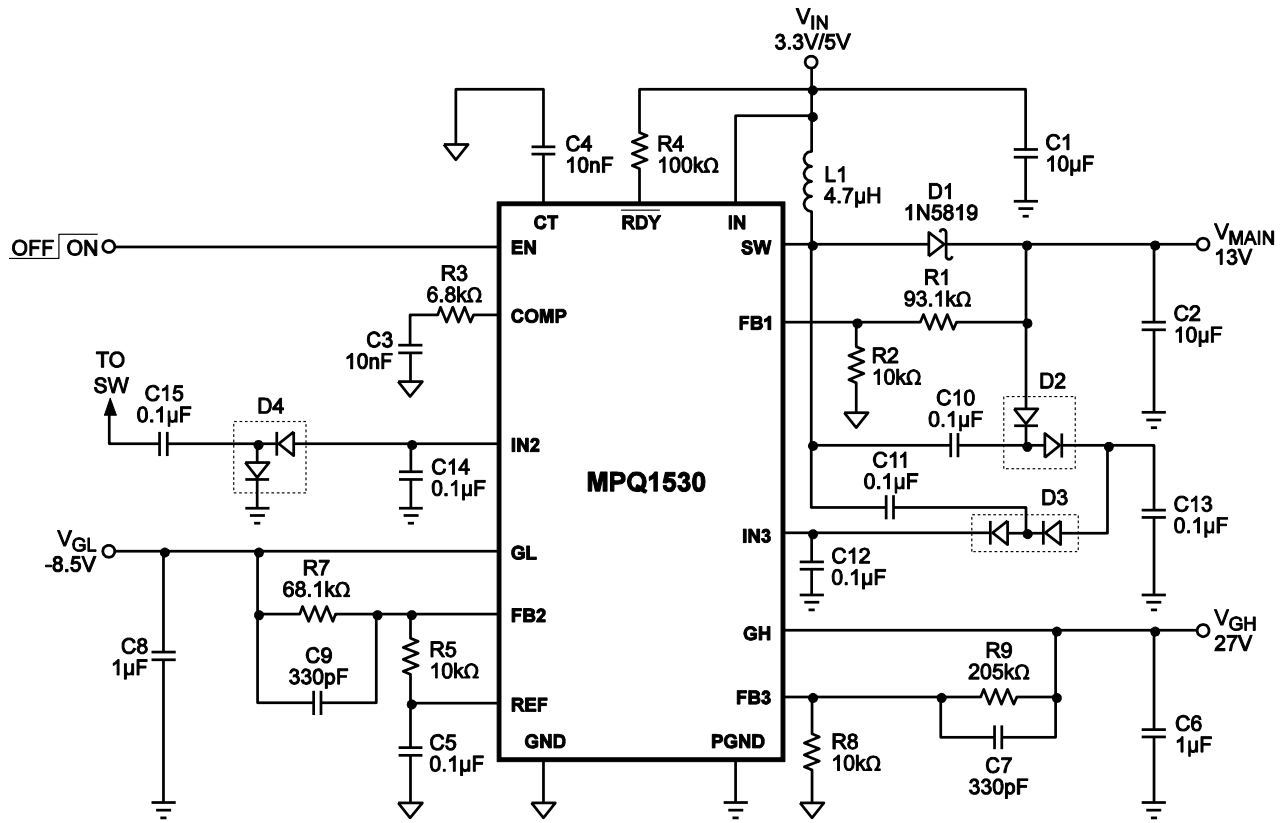 VIN
3.3V/5V
C4
10nF
R4
100kΩ
C1
10µF
L1
4.7µH
D1
1N5819
CT
RDY
IN
OFF ON
EN
SW
VMAIN
13V
R3
6.8kΩ
COMP
R1
93.1kΩ
FB1
C2
10µF
C3
10nF
R2
10kΩ
TO
SW
C15
0.1µF
D4
D2
C10
0.1µF
IN2
C14
0.1µF
MPQ1530
C11
0.1µF
D3
C13
0.1µF
IN3
VGL
-8.5V
GL
C12
0.1µF
R7
68.1kΩ
FB2
VGH
27V
GH
C8
1µF
C9
330pF
R5
10kΩ
R9
205kΩ
REF
FB3
C5
0.1µF
GND
PGND
R8
10kΩ
C7
330pF
C6
1µF